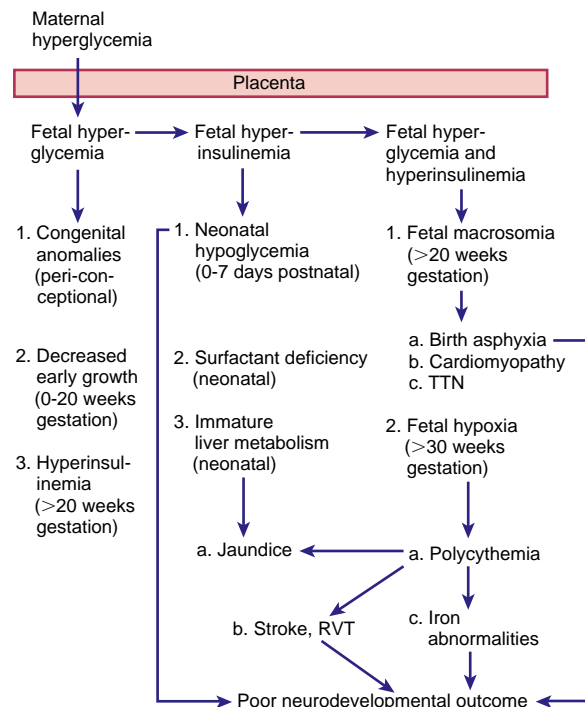 Maternal
hyperglycemia
Placenta
Fetal hyper-
glycemia
Fetal hyper-
insulinemia
Fetal hyper-
glycemia and
hyperinsulinemia
1. Congenital
anomalies
(peri-con-
ceptional)
2. Decreased
early growth
(0-20 weeks
gestation)
3. Hyperinsul-
inemia
(>20 weeks
gestation)
1. Neonatal
hypoglycemia
(0-7 days postnatal)
2. Surfactant deficiency
(neonatal)
3. Immature
liver metabolism
(neonatal)
a. Jaundice
b. Stroke, RVT
1. Fetal macrosomia
(>20 weeks
gestation)
a. Birth asphyxia
b. Cardiomyopathy
c. TTN
2. Fetal hypoxia
(>30 weeks
gestation)
a. Polycythemia
c. Iron
abnormalities
Poor neurodevelopmental outcome